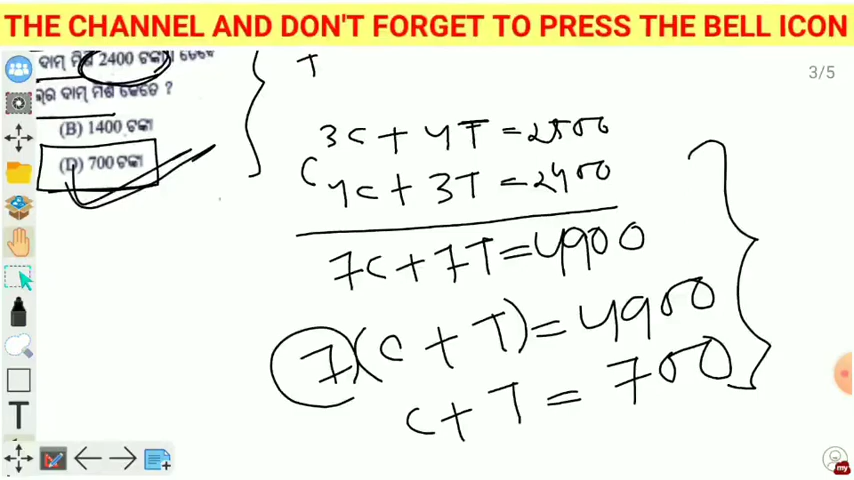 THE CHANNEL AND DON'T FORGET TO PRESS THE BELL ICON
ଦାମ୍ ମିଶି 2400 ଟଙ୍କା। ତେବେ
ର ଦାମ୍ ମିଶି କେତେ ?
(B) 1400 ଟଙ୍କା
(D) 700 ଟଙ୍କା
T
3C + 4T = 2500
4C + 3T = 2400
7C + 7T = 4900
7(C + T) = 4900
C + T = 700
3/5
T
my